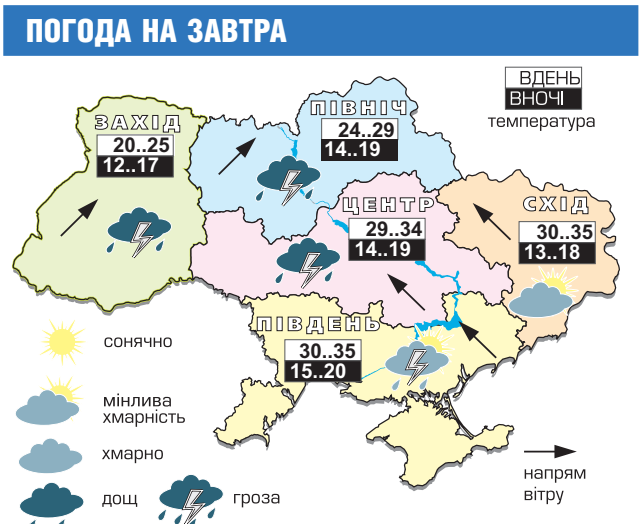 ПОГОДА НА ЗАВТРА
ВДЕНЬ
ВНОЧІ
температура
ПІВНІЧ
24..29
14..19
ЗАХІД
20..25
12..17
ЦЕНТР
29..34
14..19
СХІД
30..35
13..18
ПІВДЕНЬ
30..35
15..20
сонячно
мінлива
хмарність
хмарно
дощ
гроза
напрям
вітру